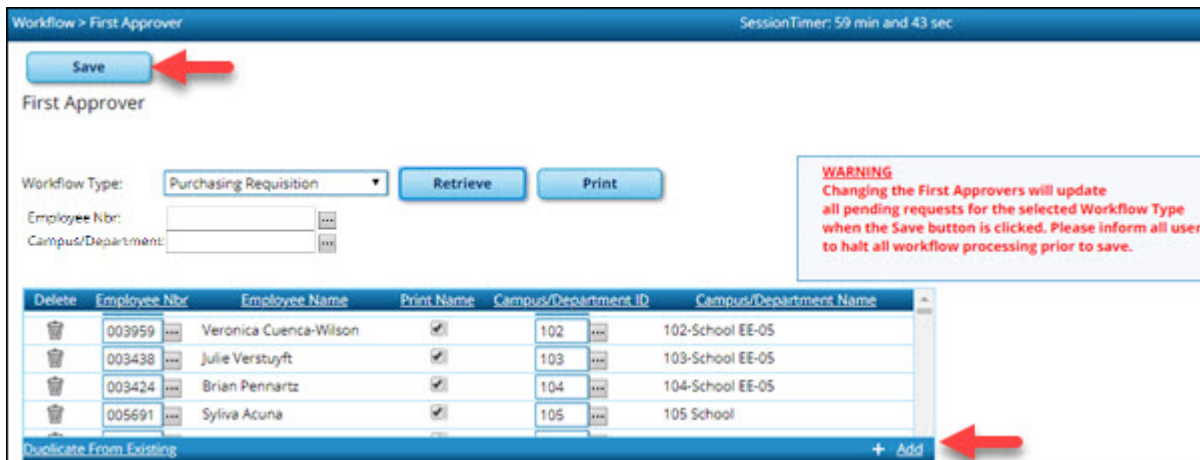 Workflow > First Approver SessionTimer: 59 min and 43 sec
Save
First Approver
Workflow Type: Purchasing Requisition Retrieve Print
Employee Nbr: ...
Campus/Department: ...
WARNING
Changing the First Approvers will update
all pending requests for the selected Workflow Type
when the Save button is clicked. Please inform all user
to halt all workflow processing prior to save.
Delete Employee Nbr Employee Name Print Name Campus/Department ID Campus/Department Name
003959 ... Veronica Cuenca-Wilson 102 ... 102-School EE-05
003438 ... Julie Verstuyft 103 ... 103-School EE-05
003424 ... Brian Pennartz 104 ... 104-School EE-05
005691 ... Syliva Acuna 105 ... 105 School
Duplicate From Existing + Add